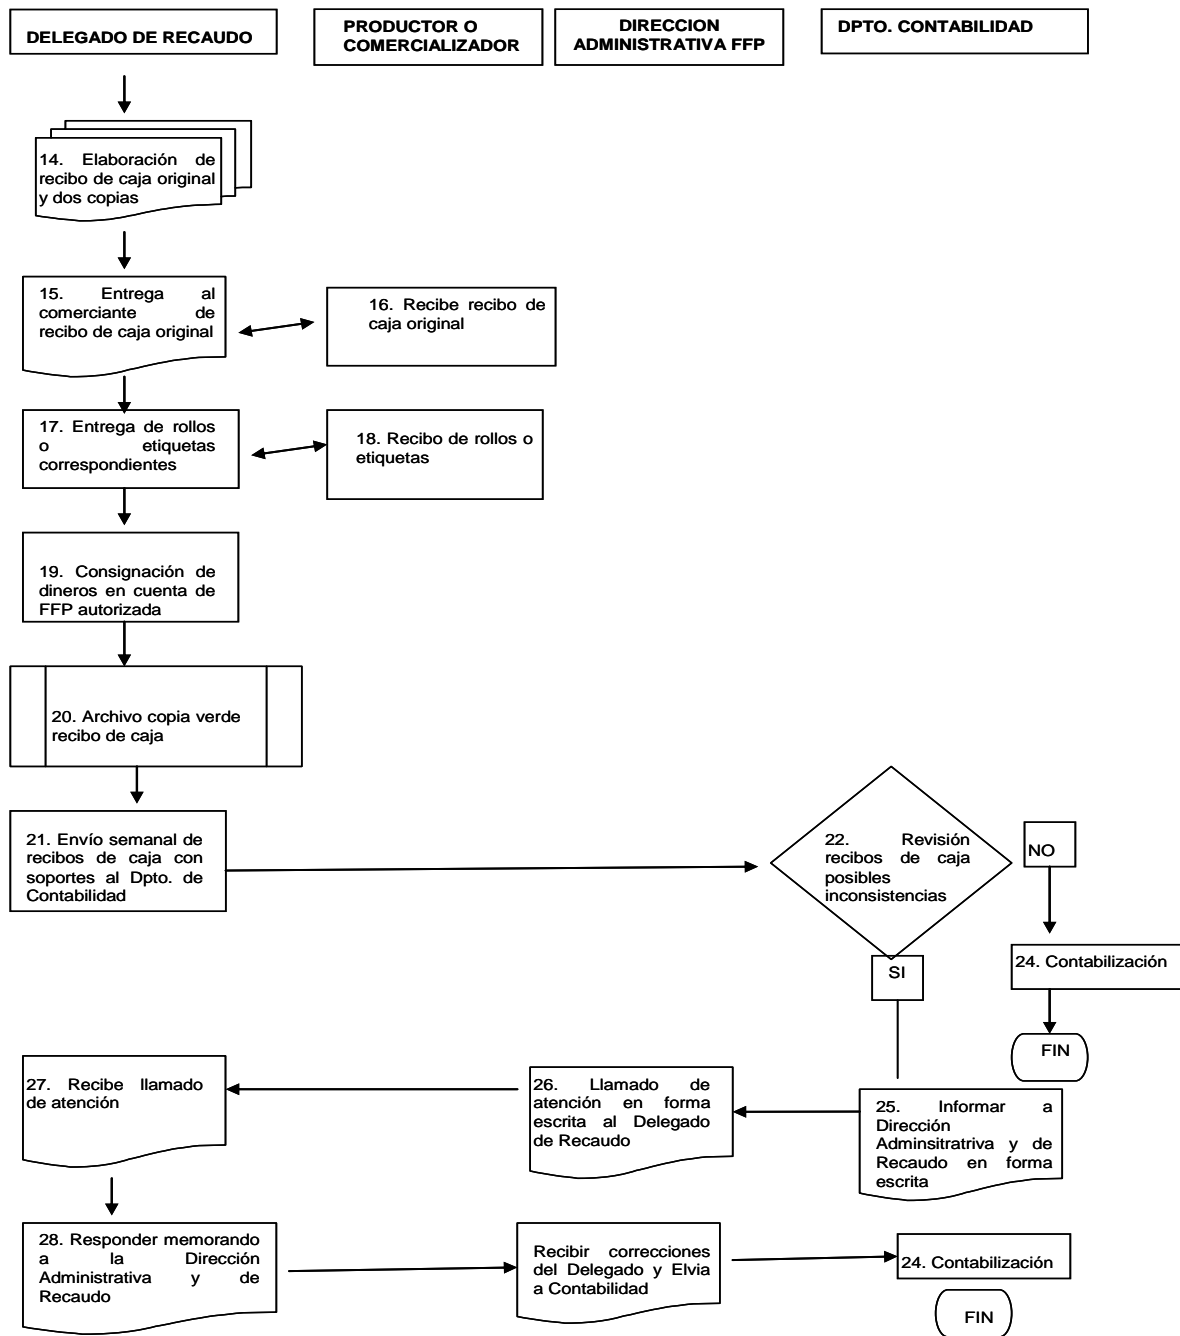 DELEGADO DE RECAUDO
PRODUCTOR O
COMERCIALIZADOR
DIRECCION
ADMINISTRATIVA FFP
DPTO. CONTABILIDAD
14. Elaboración de
recibo de caja original
y dos copias
15. Entrega al
comerciante de
recibo de caja original
16. Recibe recibo de
caja original
17. Entrega de rollos
o etiquetas
correspondientes
18. Recibo de rollos o
etiquetas
19. Consignación de
dineros en cuenta de
FFP autorizada
20. Archivo copia verde
recibo de caja
21. Envío semanal de
recibos de caja con
soportes al Dpto. de
Contabilidad
22. Revisión
recibos de caja
posibles
inconsistencias
NO
SI
24. Contabilización
FIN
27. Recibe llamado
de atención
26. Llamado de
atención en forma
escrita al Delegado
de Recaudo
25. Informar a
Dirección
Adminsitratriva y de
Recaudo en forma
escrita
28. Responder memorando
a la Dirección
Administrativa y de
Recaudo
Recibir correcciones
del Delegado y Elvia
a Contabilidad
24. Contabilización
FIN